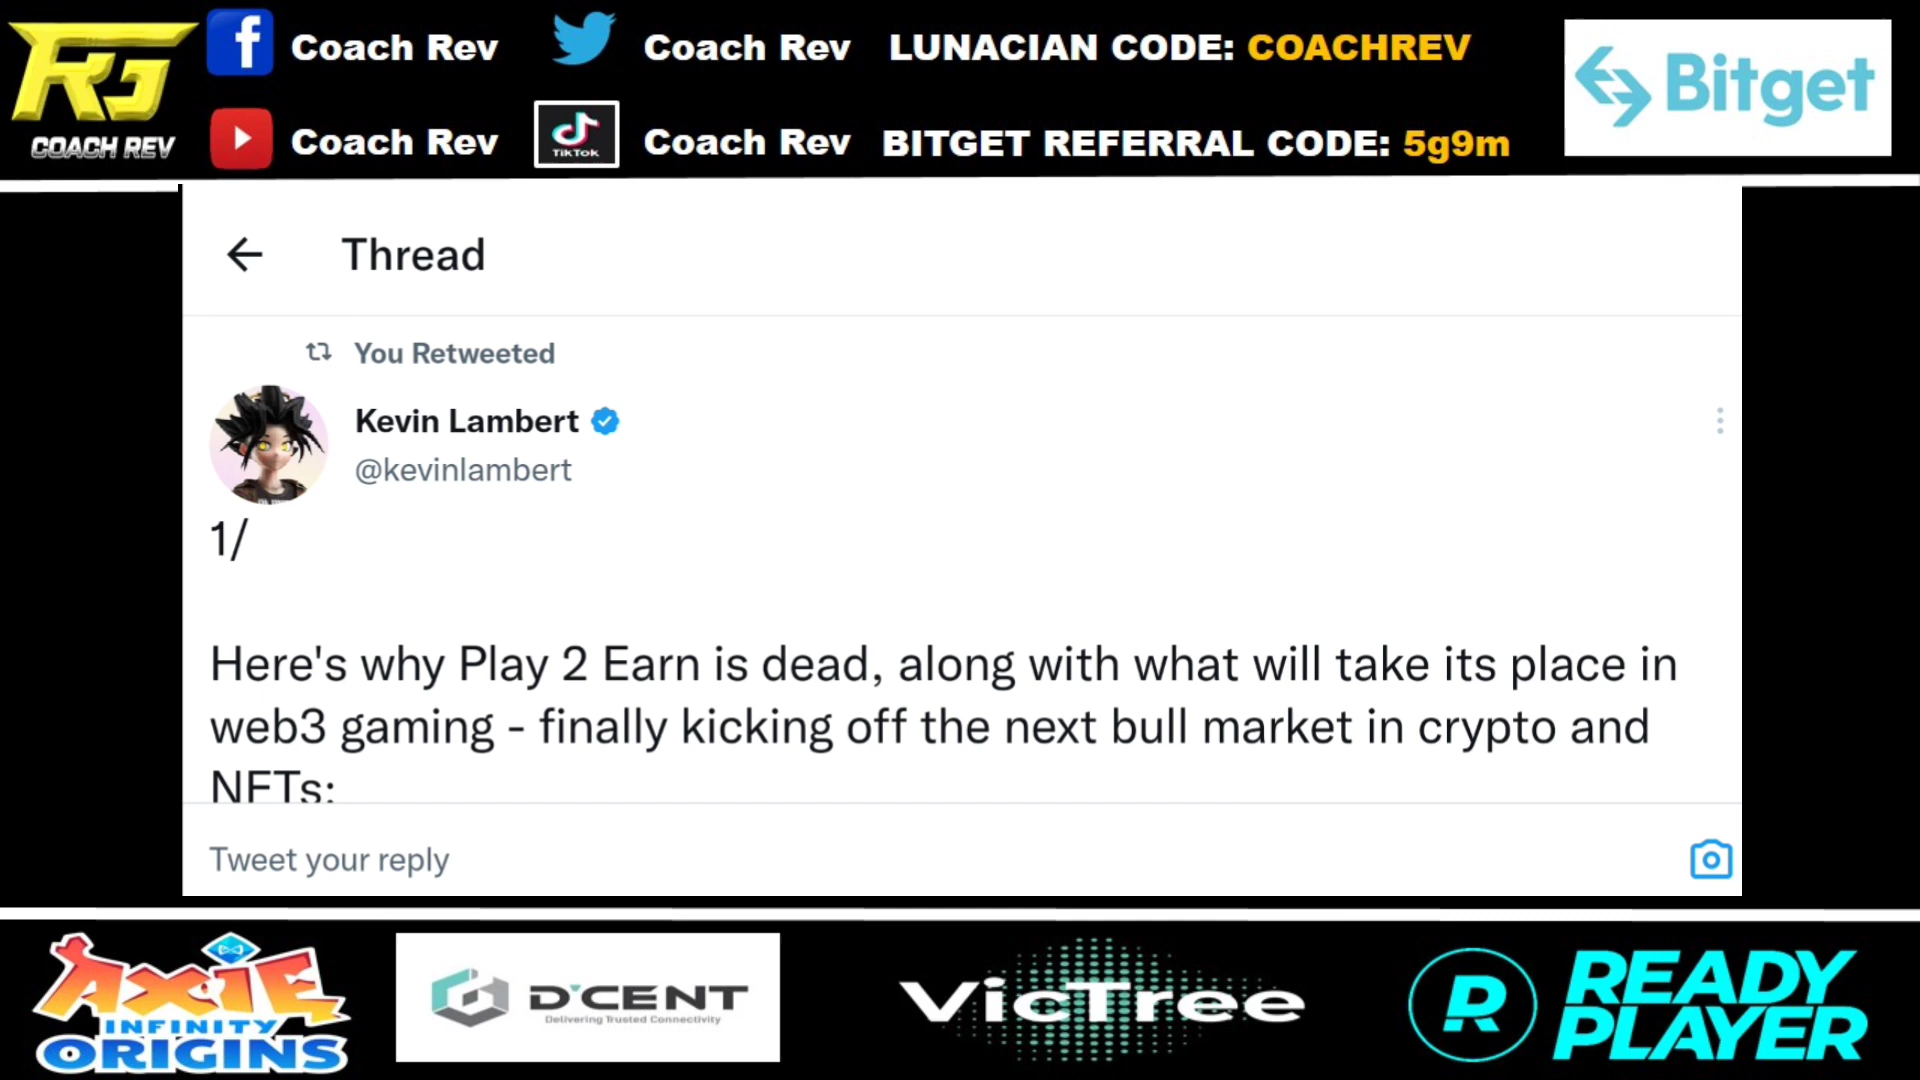 RG
COACH REV
f Coach Rev
Coach Rev
LUNACIAN CODE: COACHREV
Bitget
Coach Rev
TikTok
Coach Rev
BITGET REFERRAL CODE: 5g9m
Thread
You Retweeted
Kevin Lambert
@kevinlambert
1/
Here's why Play 2 Earn is dead, along with what will take its place in
web3 gaming - finally kicking off the next bull market in crypto and
NFTs:
Tweet your reply
AXIE
INFINITY
ORIGINS
D'CENT
Delivering Trusted Connectivity
VicTree
R
READY
PLAYER